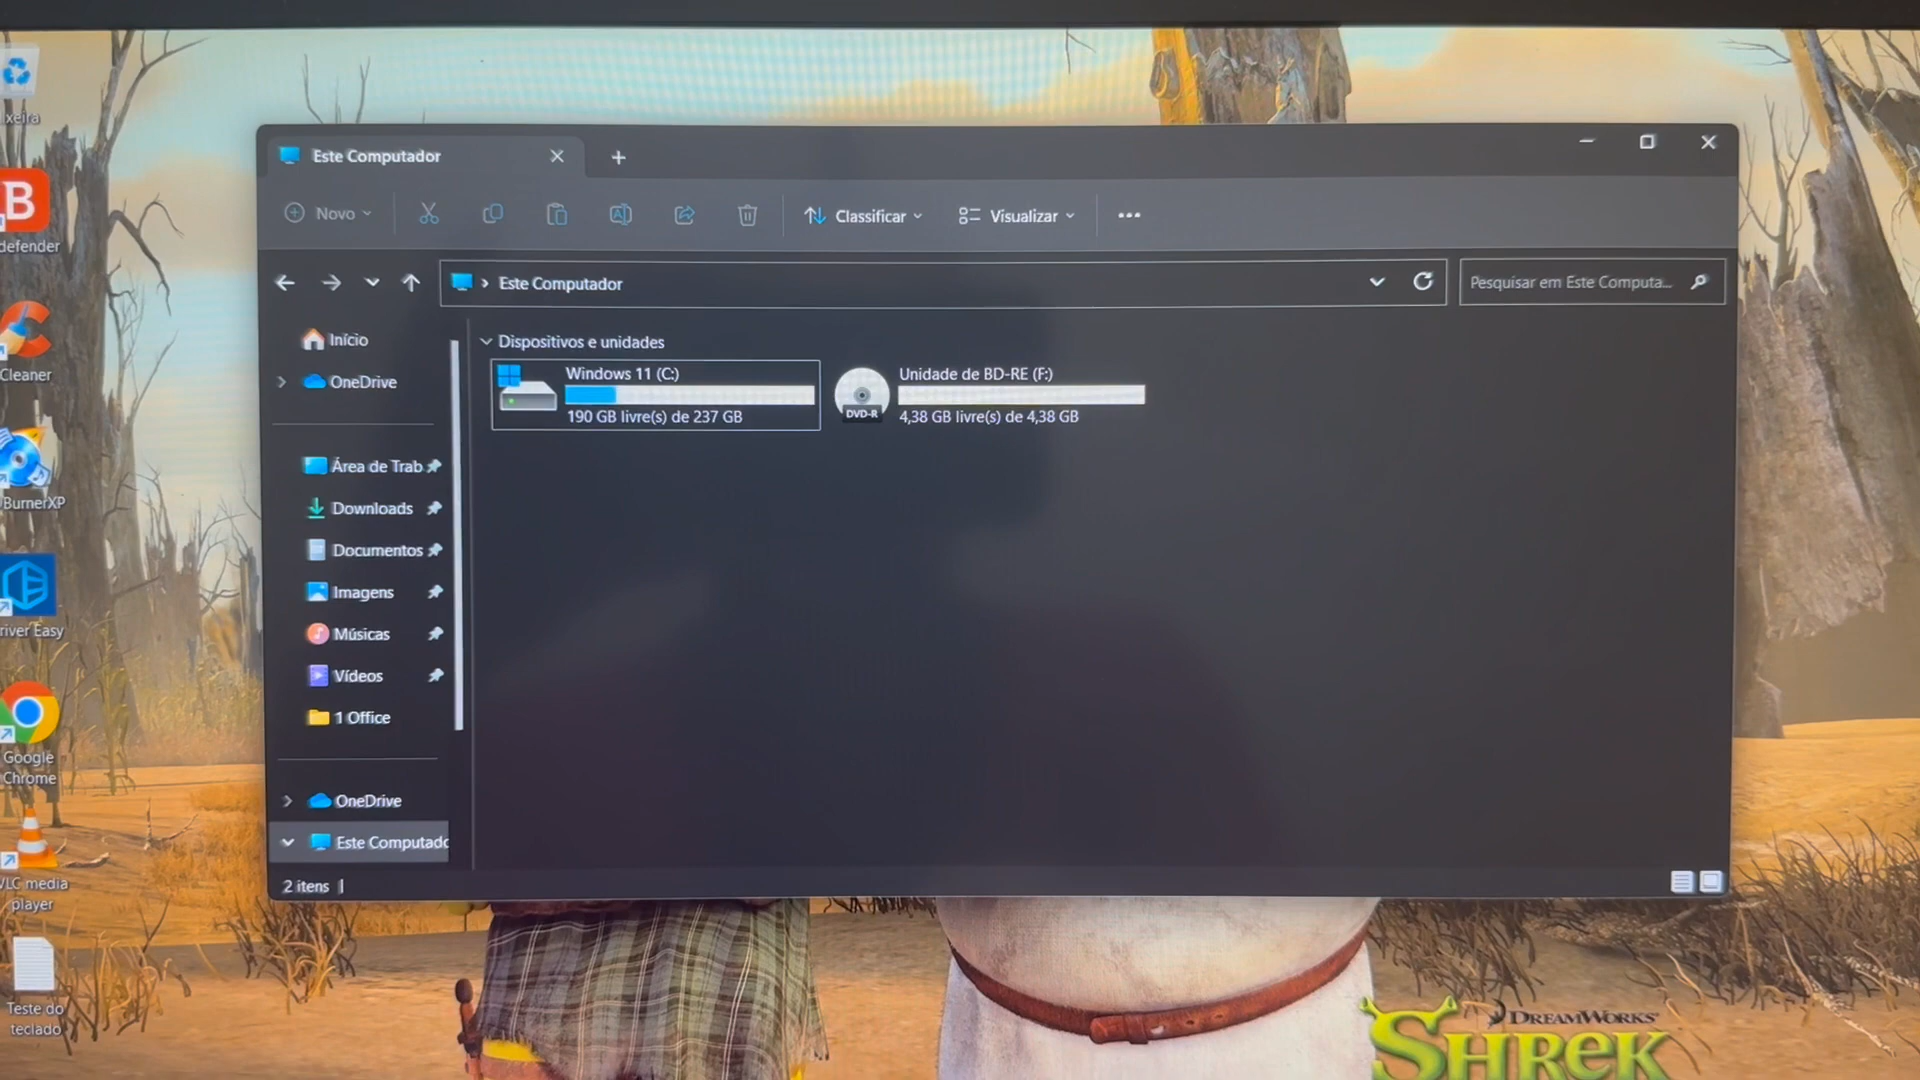 xeira
defender
Cleaner
BurnerXP
river Easy
Google
Chrome
VLC media
player
Teste do
teclado
Este Computador
Novo
Classificar
Visualizar
Este Computador
Pesquisar em Este Computa...
Início
OneDrive
Área de Trab
Downloads
Documentos
Imagens
Músicas
Vídeos
1 Office
OneDrive
Este Computadc
2 itens
Dispositivos e unidades
Windows 11 (C:)
190 GB livre(s) de 237 GB
DVD-R
Unidade de BD-RE (F:)
4,38 GB livre(s) de 4,38 GB
DREAMWORKS
SHREK